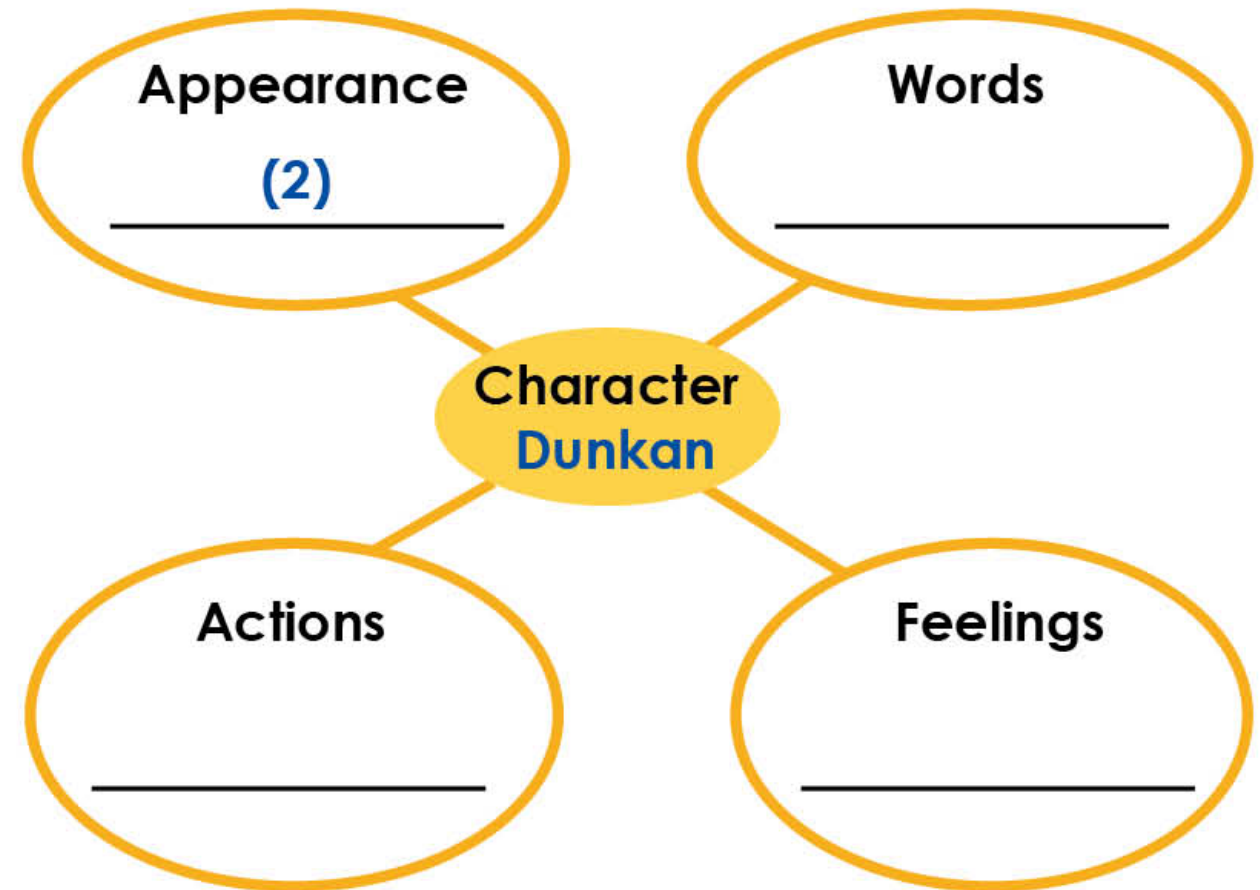 Appearance
(2)
Words
Character
Dunkan
Actions
Feelings